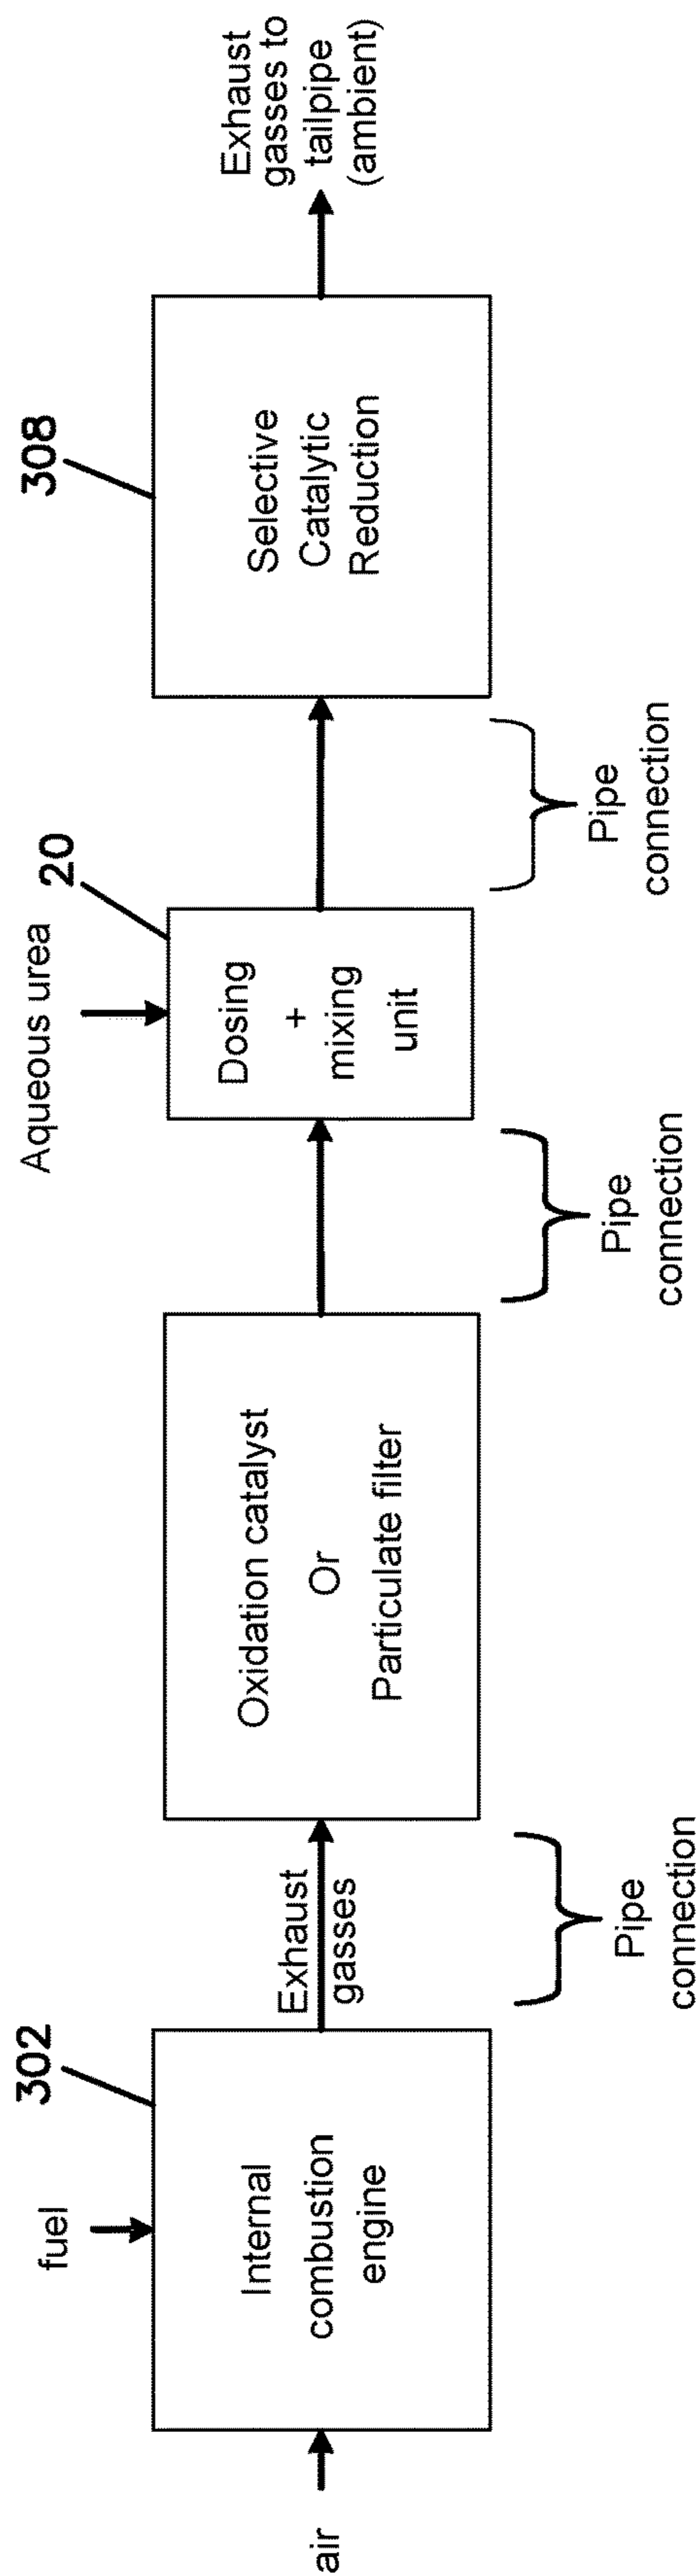 air
fuel
302
Internal
combustion
engine
Exhaust
gasses
Pipe
connection
Oxidation catalyst
Or
Particulate filter
Pipe
connection
Aqueous urea
20
Dosing
+
mixing
unit
Pipe
connection
308
Selective
Catalytic
Reduction
Exhaust
gasses to
tailpipe
(ambient)